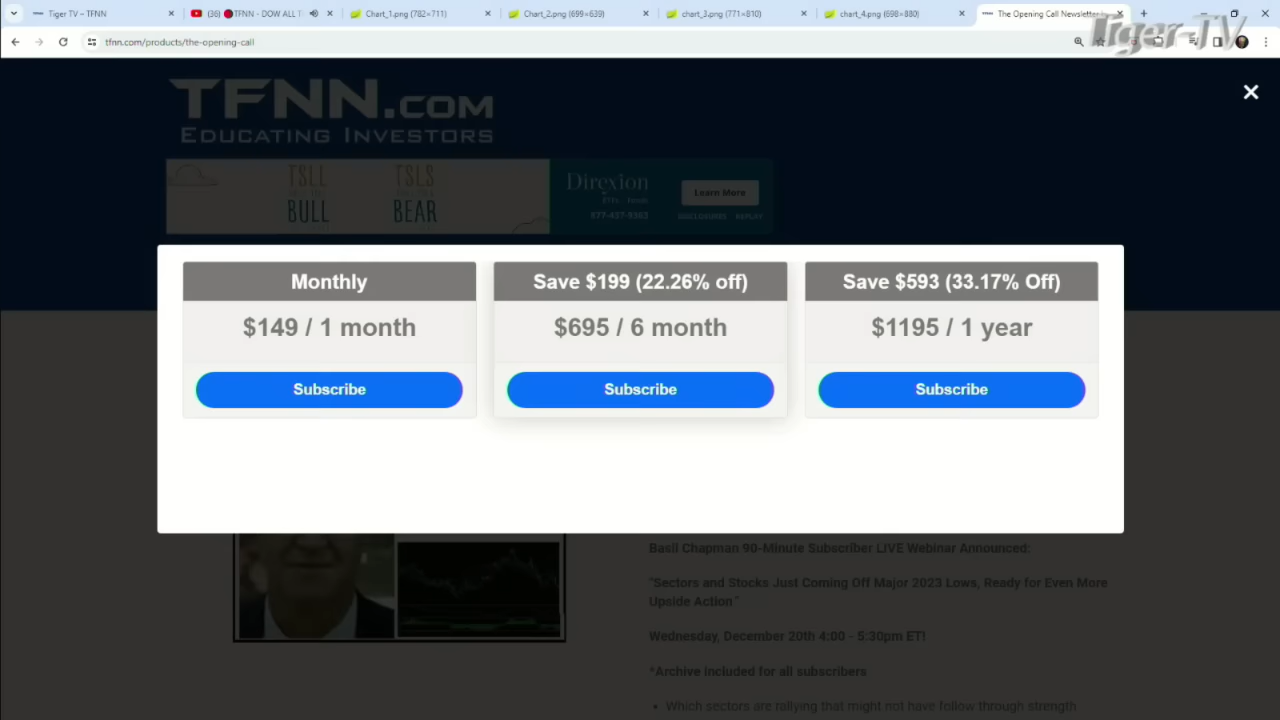 Tiger TV – TFNN
(36) 🔴TFNN - DOW ALL T
Chart_1.png (782×711)
Chart_2.png (699×639)
chart_3.png (771×810)
chart_4.png (698×880)
The Opening Call Newsletter
Tiger-TV
tfnn.com/products/the-opening-call
TFNN.com
Educating Investors
TSLL
BULL
TSLS
BEAR
Direxion
877-437-9363
Learn More
DISCLOSURES REPLAY
Monthly
$149 / 1 month
Subscribe
Save $199 (22.26% off)
$695 / 6 month
Subscribe
Save $593 (33.17% Off)
$1195 / 1 year
Subscribe
Basil Chapman 90-Minute Subscriber LIVE Webinar Announced:
"Sectors and Stocks Just Coming Off Major 2023 Lows, Ready for Even More
Upside Action"
Wednesday, December 20th 4:00 - 5:30pm ET!
*Archive included for all subscribers
• Which sectors are rallying that might not have follow through strength